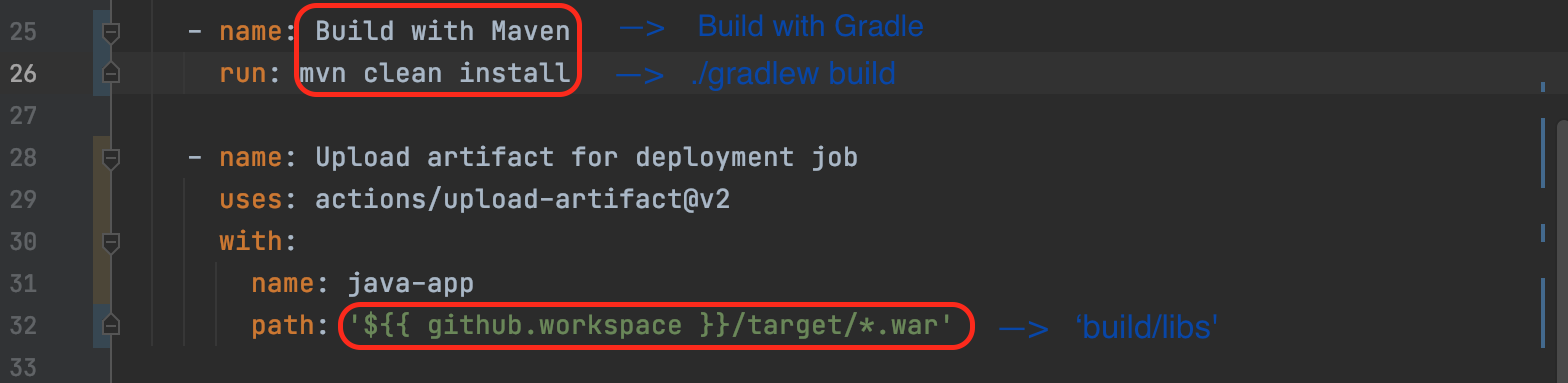 25 - name: Build with Maven —> Build with Gradle
26 run: mvn clean install —> ./gradlew build
27
28 - name: Upload artifact for deployment job
29 uses: actions/upload-artifact@v2
30 with:
31 name: java-app
32 path: '${{ github.workspace }}/target/*.war' —> ‘build/libs'
33